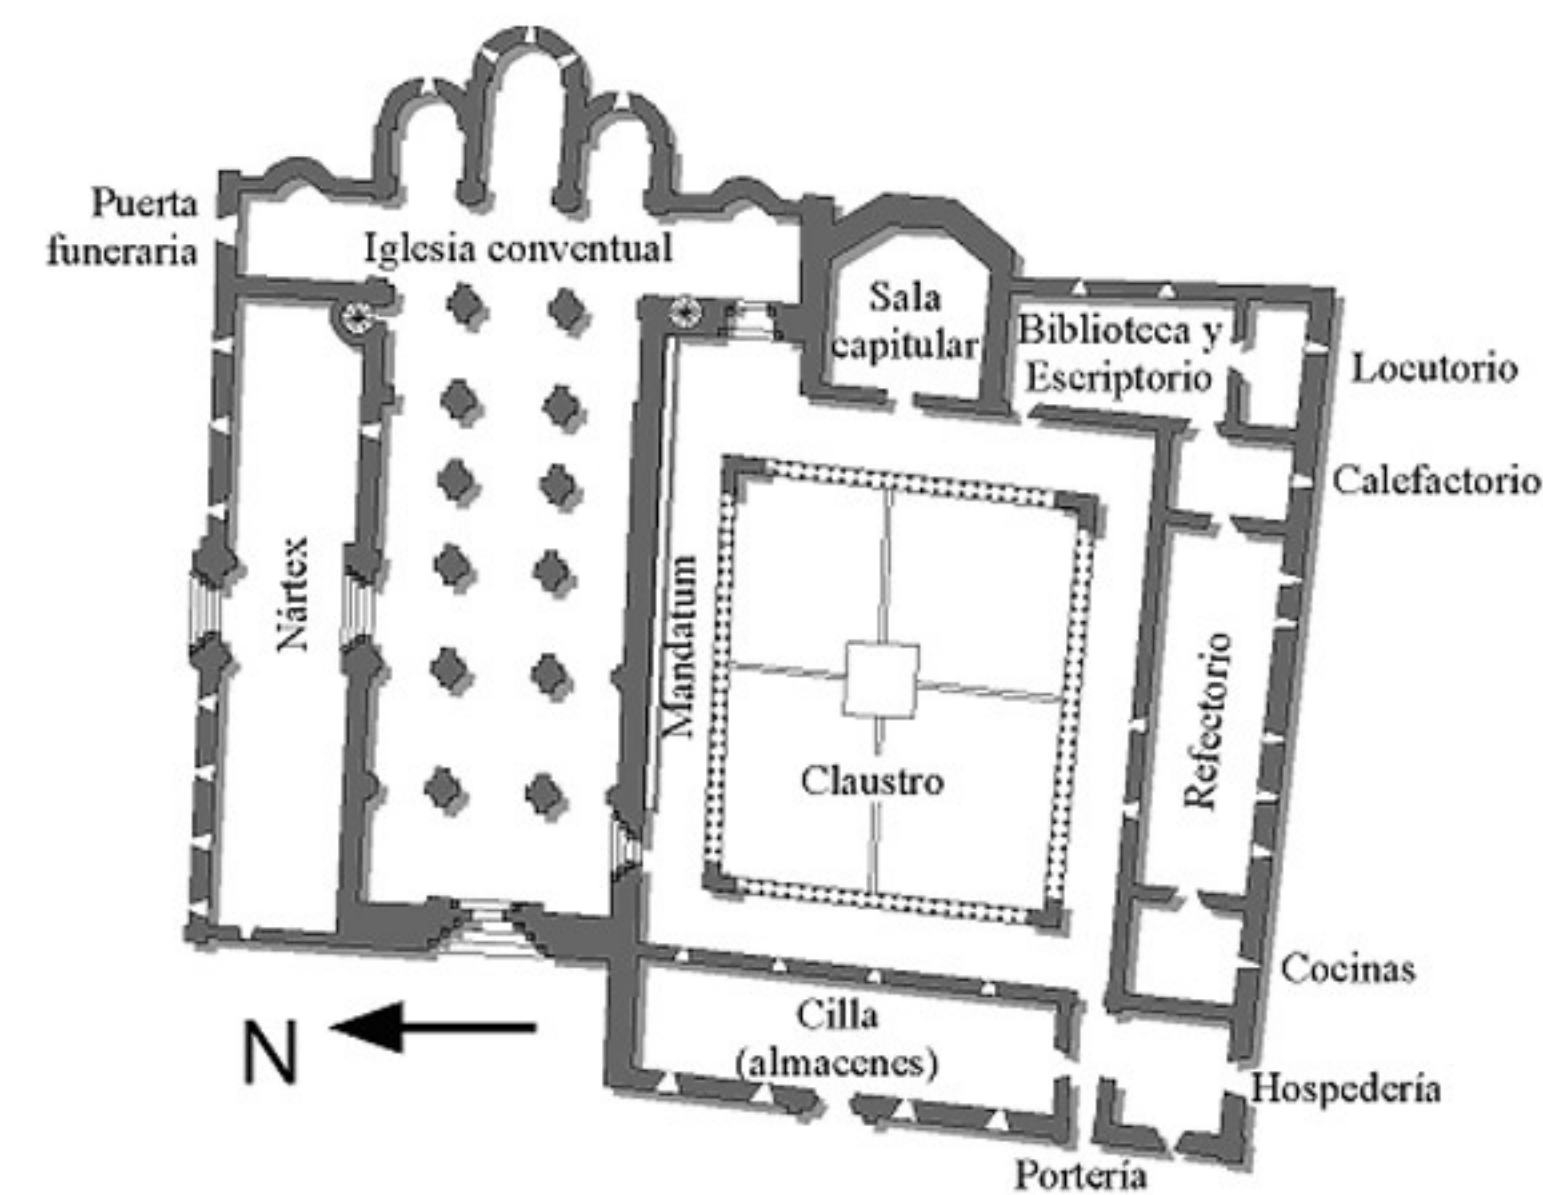 Puerta
funeraria
Iglesia conventual
Sala
capitular
Biblioteca y
Escriptorio
Locutorio
Calefactorio
Nártex
Mandatum
Refectorio
Claustro
Cocinas
Cilla
(almacenes)
N
Hospedería
Portería